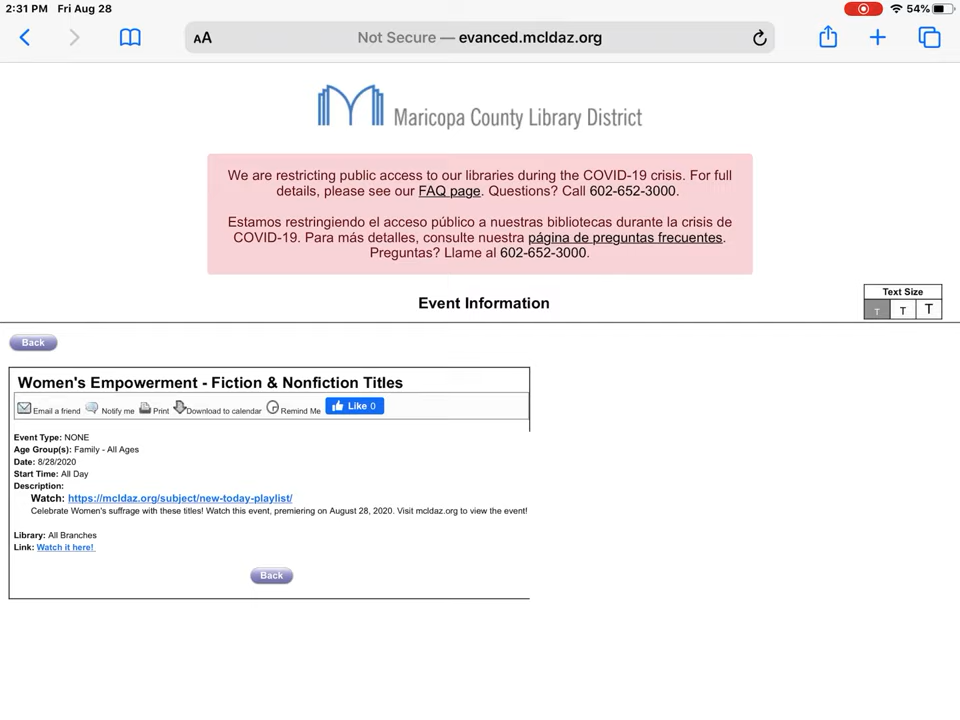 2:31 PM Fri Aug 28
54%
AA
Not Secure — evanced.mcldaz.org
Maricopa County Library District
We are restricting public access to our libraries during the COVID-19 crisis. For full
details, please see our FAQ page. Questions? Call 602-652-3000.
Estamos restringiendo el acceso público a nuestras bibliotecas durante la crisis de
COVID-19. Para más detalles, consulte nuestra página de preguntas frecuentes.
Preguntas? Llame al 602-652-3000.
Event Information
Text Size
T T T
Back
Women's Empowerment - Fiction & Nonfiction Titles
Email a friend Notify me Print Download to calendar Remind Me Like 0
Event Type: NONE
Age Group(s): Family - All Ages
Date: 8/28/2020
Start Time: All Day
Description:
Watch: https://mcldaz.org/subject/new-today-playlist/
Celebrate Women's suffrage with these titles! Watch this event, premiering on August 28, 2020. Visit mcldaz.org to view the event!
Library: All Branches
Link: Watch it here!
Back